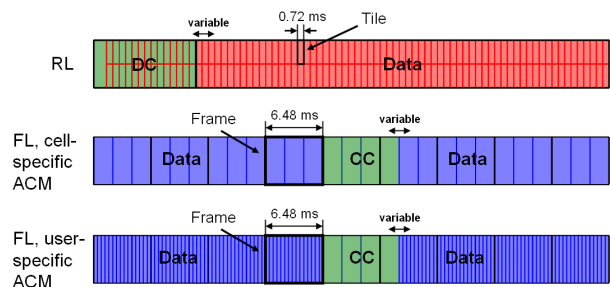 variable
0.72 ms
Tile
RL
DC
Data
Frame
6.48 ms
variable
FL, cell-
specific
ACM
Data
CC
Data
Frame
6.48 ms
variable
FL, user-
specific
ACM
Data
CC
Data